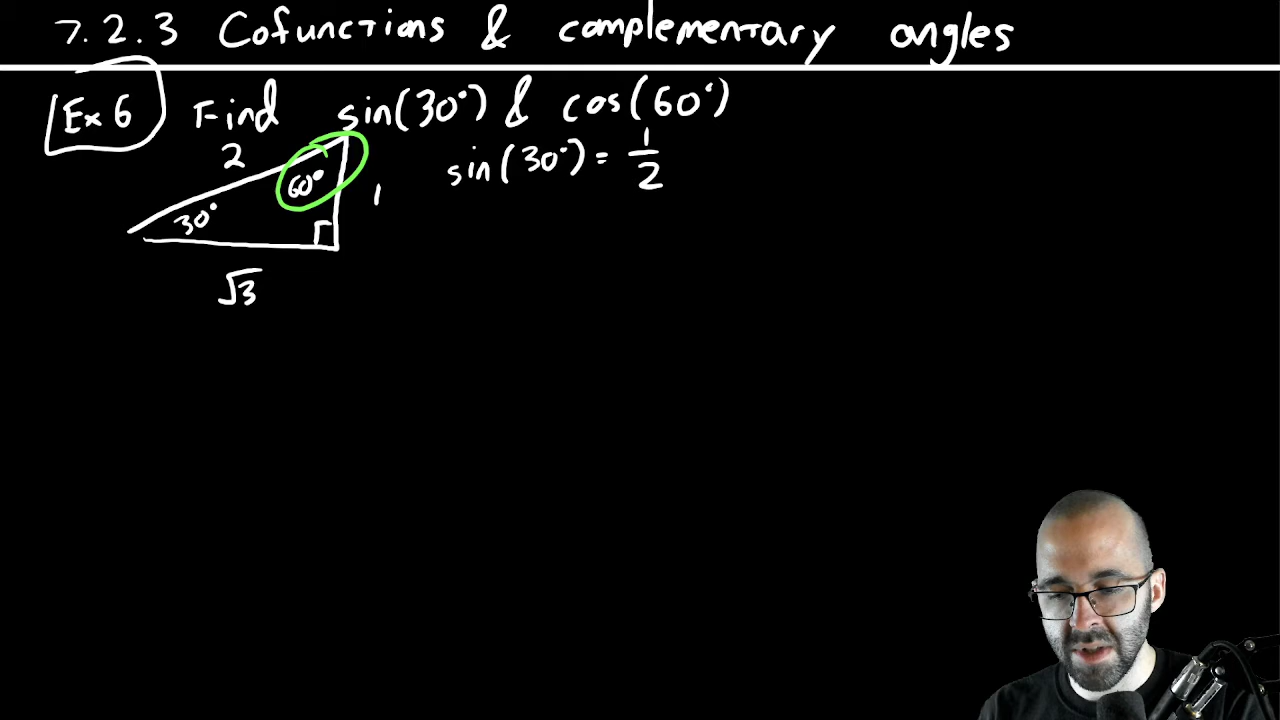 7.2.3 Cofunctions & complementary angles
Ex 6 Find sin(30°) & cos(60°)
sin(30°) = 1/2
2
60°
1
30°
√3